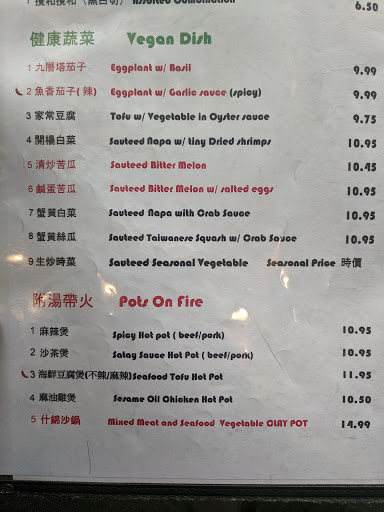 7 攪和攪和 (黑白切) Assorted Combination 6.50
健康蔬菜 Vegan Dish
1 九層塔茄子 Eggplant w/ Basil 9.99
2 魚香茄子( 辣) Eggplant w/ Garlic sauce (spicy) 9.99
3 家常豆腐 Tofu w/ Vegetable in Oyster sauce 9.75
4 開楊白菜 Sauteed Napa w/ tiny Dried shrimps 10.95
5 清炒苦瓜 Sauteed Bitter Melon 10.45
6 鹹蛋苦瓜 Sauteed Bitter Melon w/ salted eggs 10.95
7 蟹黃白菜 Sauteed Napa with Crab Sauce 10.95
8 蟹黃絲瓜 Sauteed Taiwanese Squash w/ Crab Sauce 10.95
9 生炒時菜 Sauteed Seasonal Vegetable Seasonal Price 時價
附湯帶火 Pots On Fire
1 麻辣煲 Spicy Hot pot ( beef/pork) 10.95
2 沙茶煲 Satay Sauce Hot Pot ( beef/pork) 10.95
3 海鮮豆腐煲(不辣/麻辣)Seafood Tofu Hot Pot 11.95
4 麻油雞煲 Sesame Oil Chicken Hot Pot 10.50
5 什錦沙鍋 Mixed Meat and Seafood Vegetable CLAY POT 14.99